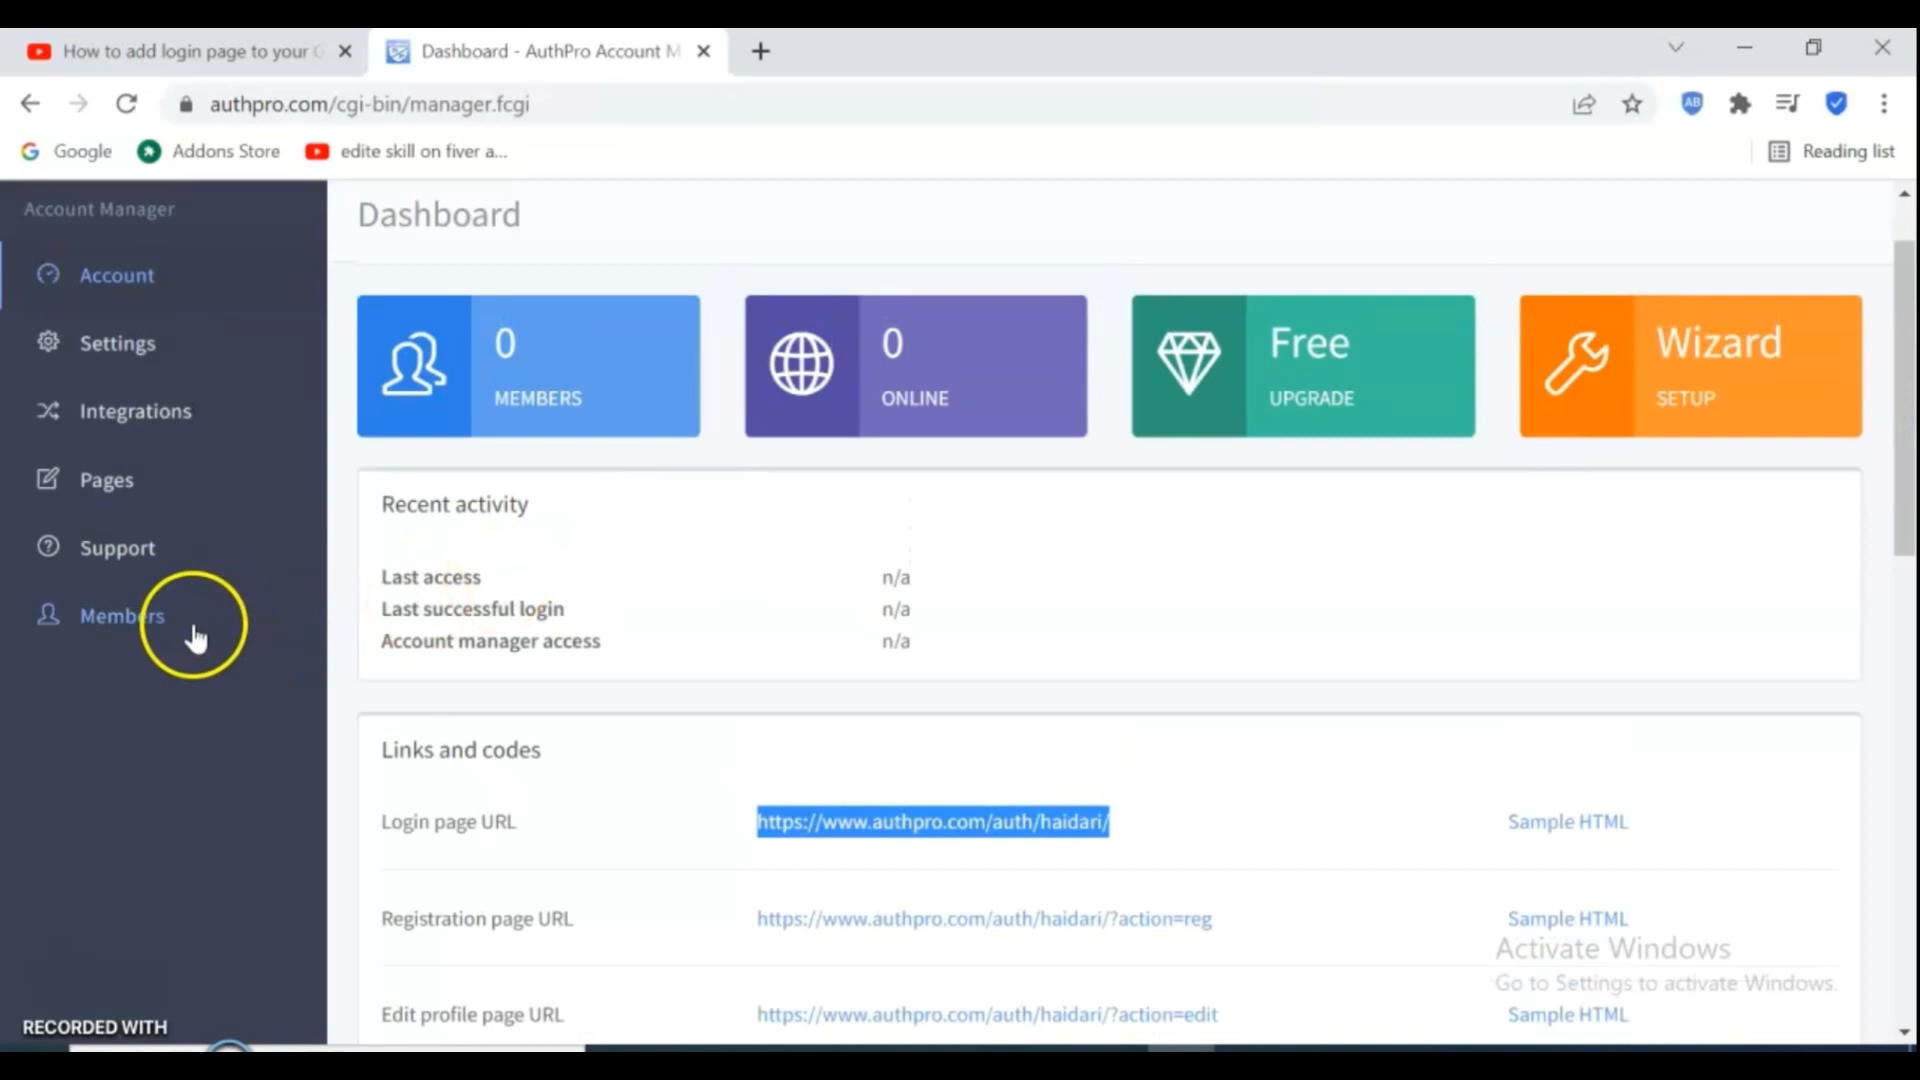 How to add login page to your G
Dashboard - AuthPro Account M
authpro.com/cgi-bin/manager.fcgi
AB
Google
Addons Store
edite skill on fiver a...
Reading list
Account Manager
Account
Settings
Integrations
Pages
Support
Members
Dashboard
0
MEMBERS
0
ONLINE
Free
UPGRADE
Wizard
SETUP
Recent activity
Last access n/a
Last successful login n/a
Account manager access n/a
Links and codes
Login page URL https://www.authpro.com/auth/haidari/ Sample HTML
Registration page URL https://www.authpro.com/auth/haidari/?action=reg Sample HTML
Activate Windows
Go to Settings to activate Windows.
Edit profile page URL https://www.authpro.com/auth/haidari/?action=edit Sample HTML
RECORDED WITH